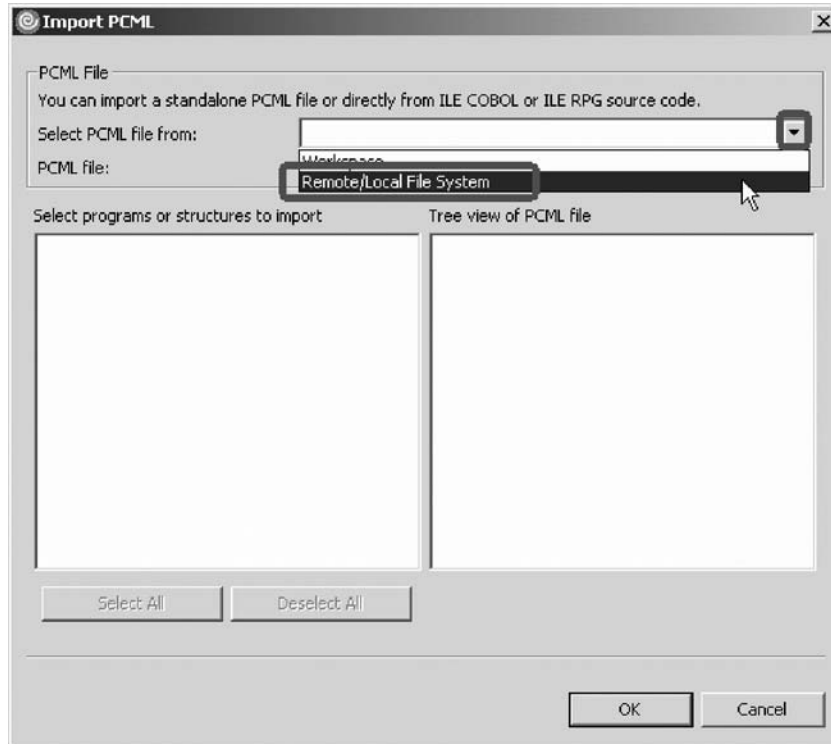 Import PCML
PCML File
You can import a standalone PCML file or directly from ILE COBOL or ILE RPG source code.
Select PCML file from:
Workspace
PCML file:
Remote/Local File System
Select programs or structures to import
Tree view of PCML file
Select All
Deselect All
OK
Cancel